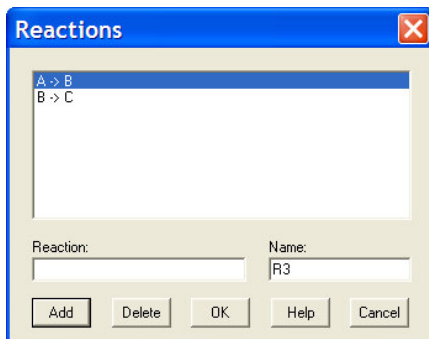 Reactions
A -> B
B -> C
Reaction: Name:
R3
Add Delete OK Help Cancel